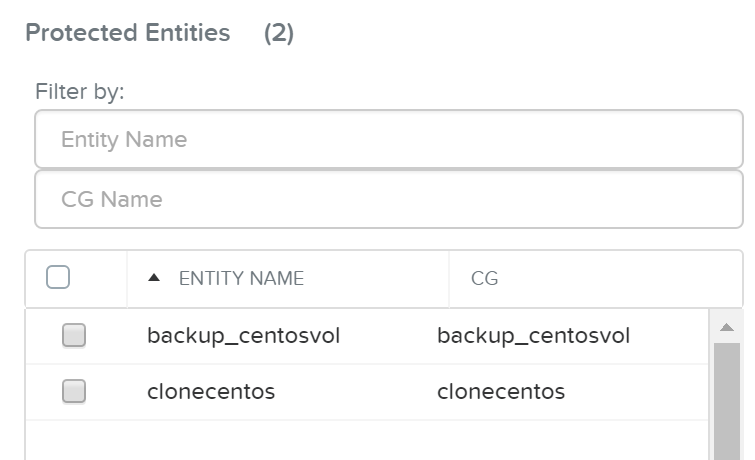 Protected Entities (2)
Filter by:
Entity Name
CG Name
ENTITY NAME CG
backup_centosvol backup_centosvol
clonecentos clonecentos